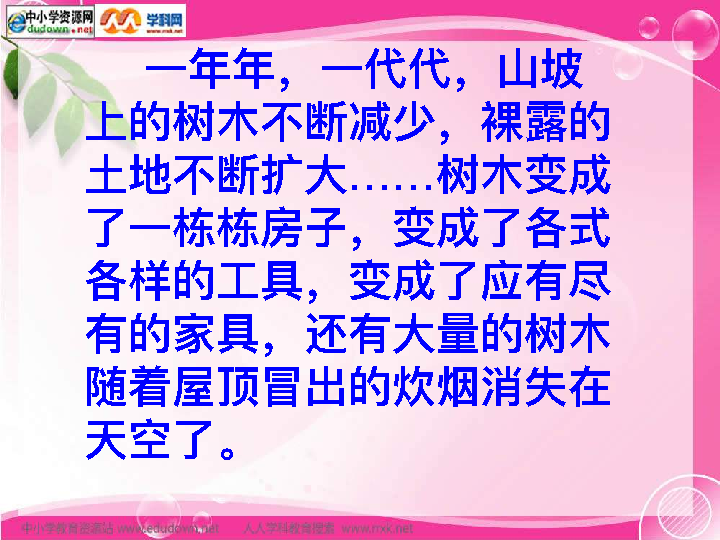 中小学资源网
dudown.net
学科网
www.nxk.net
一年年，一代代，山坡
上的树木不断减少，裸露的
土地不断扩大……树木变成
了一栋栋房子，变成了各式
各样的工具，变成了应有尽
有的家具，还有大量的树木
随着屋顶冒出的炊烟消失在
天空了。
中小学教育资源站 www.edudown.net 人人学科教育搜索 www.rrxk.net